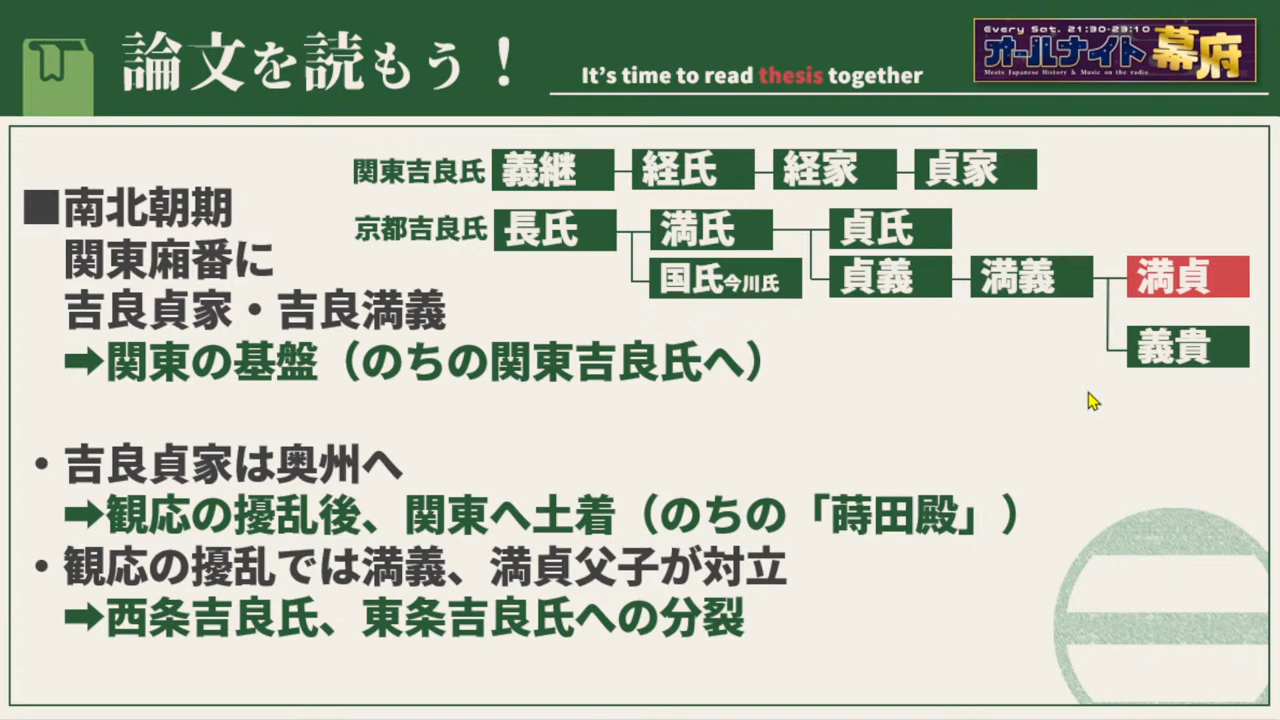 論文を読もう！
It's time to read thesis together
Every Sat. 21:30-23:10
オールナイト幕府
Meets Japanese History & Music on the radio
関東吉良氏 義継 経氏 経家 貞家
京都吉良氏 長氏 満氏 貞氏
国氏今川氏 貞義 満義 満貞
義貴
■南北朝期
関東廂番に
吉良貞家・吉良満義
➡関東の基盤（のちの関東吉良氏へ）
・吉良貞家は奥州へ
➡観応の擾乱後、関東へ土着（のちの「蒔田殿」）
・観応の擾乱では満義、満貞父子が対立
➡西条吉良氏、東条吉良氏への分裂